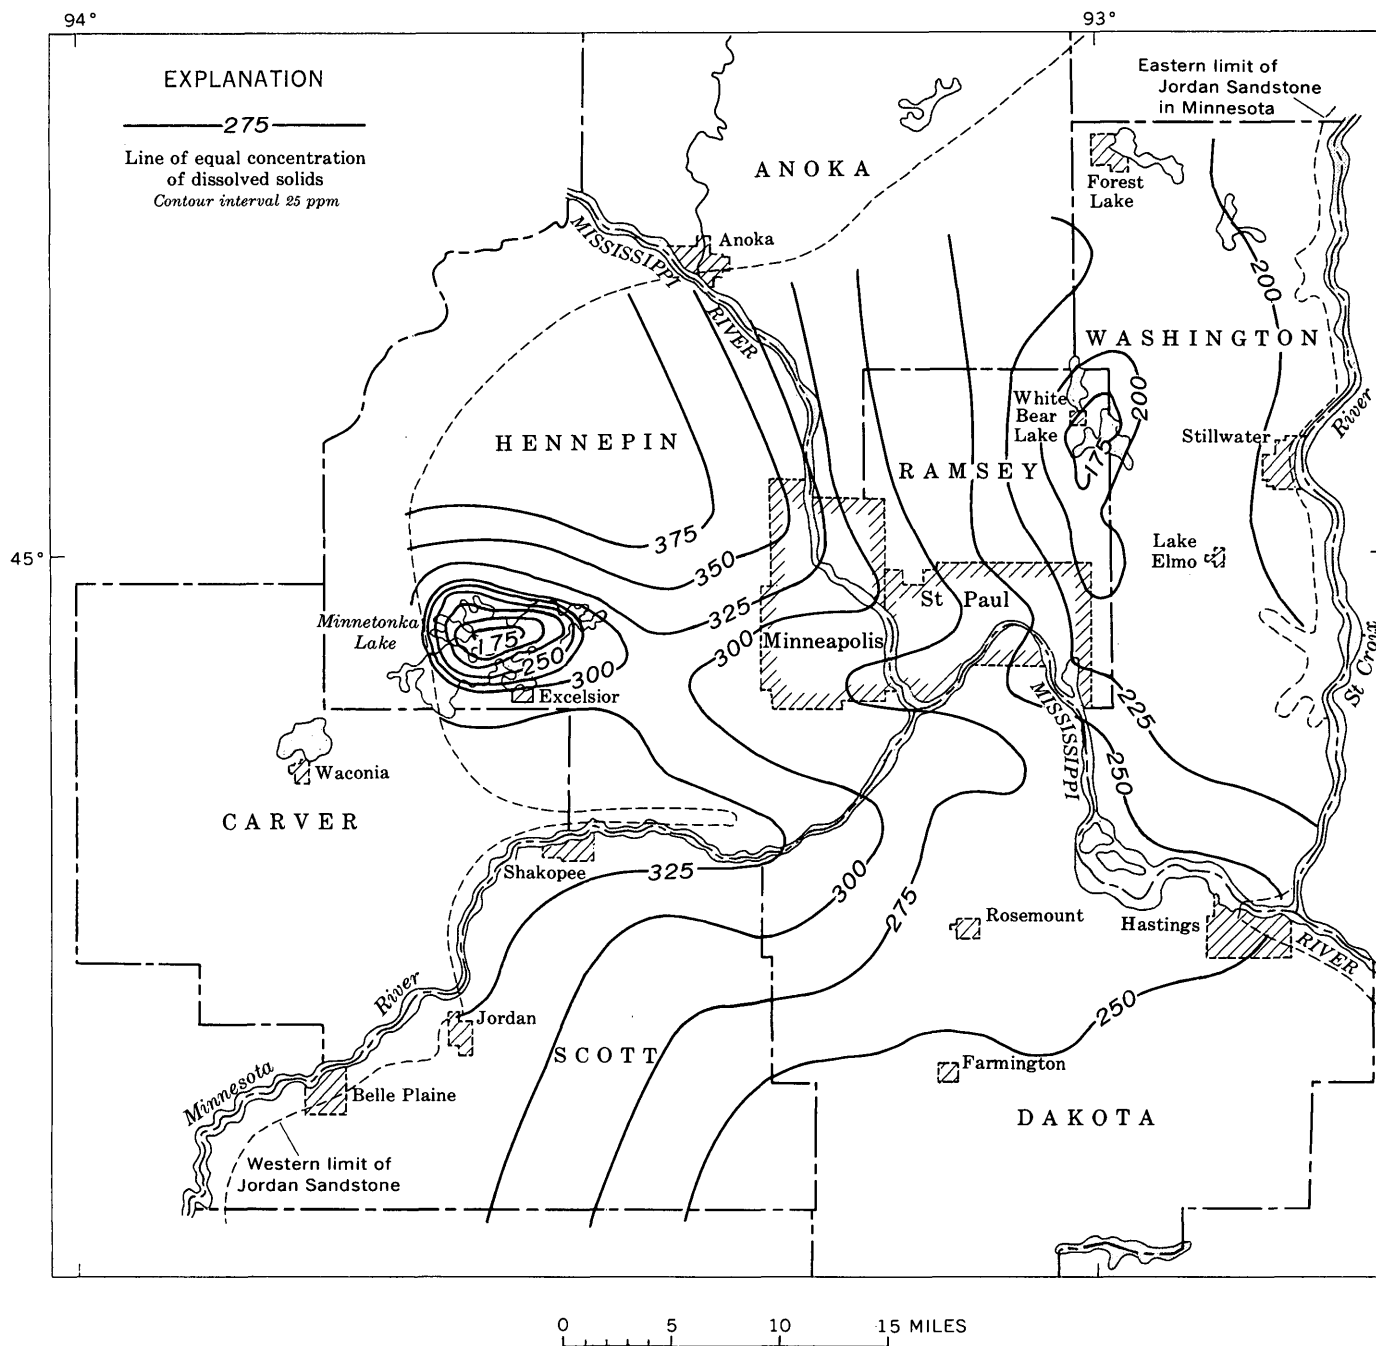 94°
93°
EXPLANATION
275
Line of equal concentration
of dissolved solids
Contour interval 25 ppm
Eastern limit of
Jordan Sandstone
in Minnesota
ANOKA
Forest
Lake
Anoka
MISSISSIPPI
RIVER
200
WASHINGTON
HENNEPIN
White
Bear
Lake
200
175
RAMSEY
Stillwater
River
375
350
325
300
45°
Lake
Elmo
St Paul
Minneapolis
Minnetonka
Lake
175
250
300
Excelsior
St Croix
MISSISSIPPI
225
250
Waconia
CARVER
Shakopee
325
300
275
Rosemount
Hastings
RIVER
250
River
Jordan
SCOTT
Farmington
Minnesota
Belle Plaine
DAKOTA
Western limit of
Jordan Sandstone
0 5 10 15 MILES